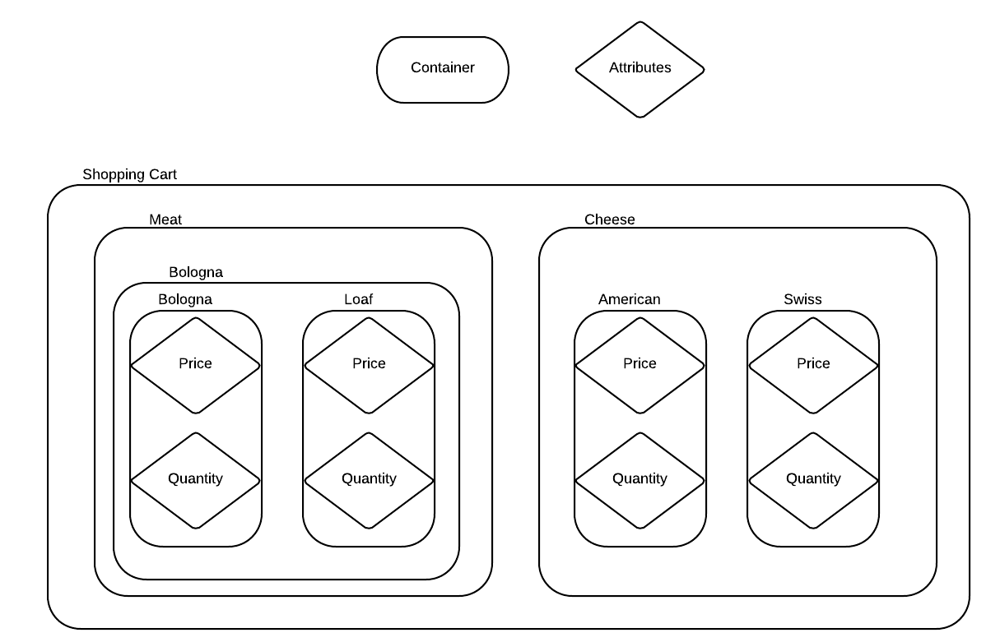 Container
Attributes
Shopping Cart
Meat
Cheese
Bologna
Bologna
Loaf
American
Swiss
Price
Price
Price
Price
Quantity
Quantity
Quantity
Quantity